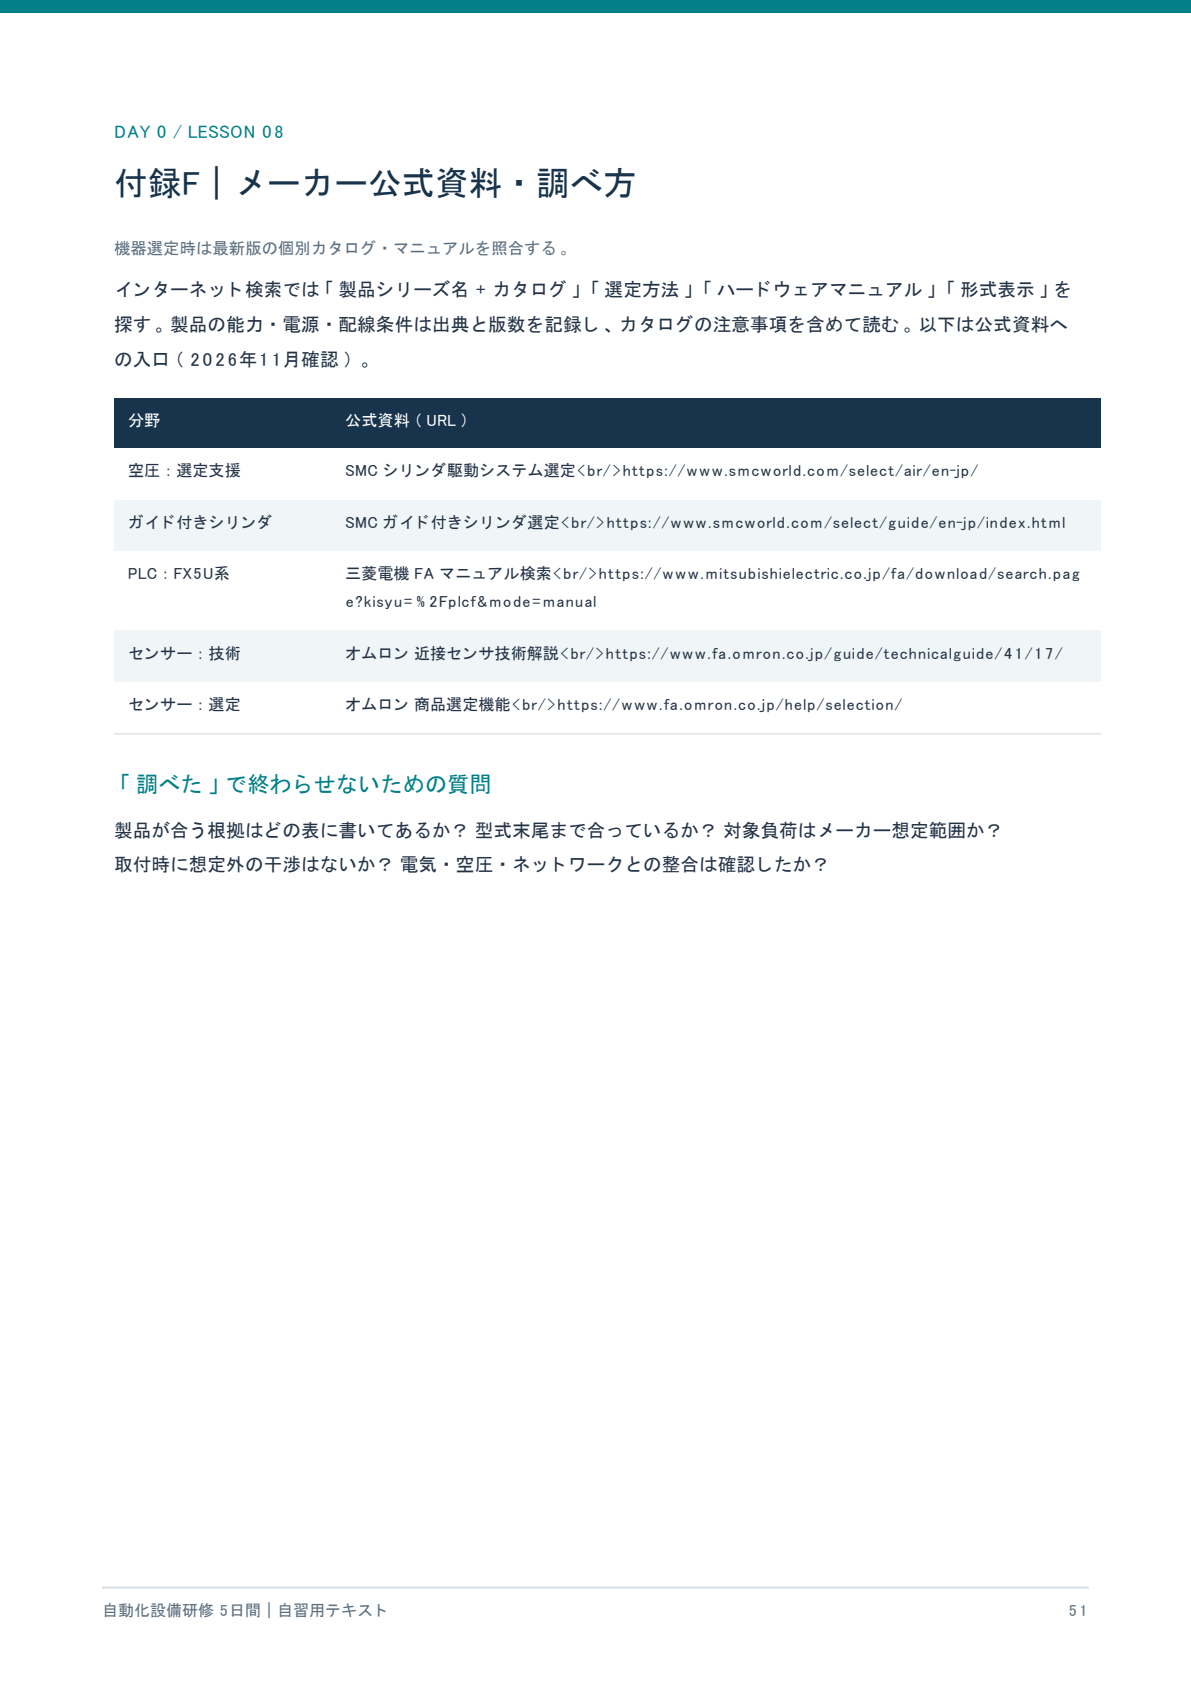 DAY 0 / LESSON 08
付録F｜メーカー公式資料・調べ方
機器選定時は最新版の個別カタログ・マニュアルを照合する。
インターネット検索では「製品シリーズ名 + カタログ」「選定方法」「ハードウェアマニュアル」「形式表示」を
探す。製品の能力・電源・配線条件は出典と版数を記録し、カタログの注意事項を含めて読む。以下は公式資料へ
の入口（2026年11月確認）。
分野 公式資料（URL）
空圧：選定支援 SMC シリンダ駆動システム選定<br/>https://www.smcworld.com/select/air/en-jp/
ガイド付きシリンダ SMC ガイド付きシリンダ選定<br/>https://www.smcworld.com/select/guide/en-jp/index.html
PLC：FX5U系 三菱電機 FA マニュアル検索<br/>https://www.mitsubishielectric.co.jp/fa/download/search.pag
e?kisyu=%2Fplcf&mode=manual
センサー：技術 オムロン 近接センサ技術解説<br/>https://www.fa.omron.co.jp/guide/technicalguide/41/17/
センサー：選定 オムロン 商品選定機能<br/>https://www.fa.omron.co.jp/help/selection/
「調べた」で終わらせないための質問
製品が合う根拠はどの表に書いてあるか？ 型式末尾まで合っているか？ 対象負荷はメーカー想定範囲か？
取付時に想定外の干渉はないか？ 電気・空圧・ネットワークとの整合は確認したか？
自動化設備研修 5日間｜自習用テキスト
51